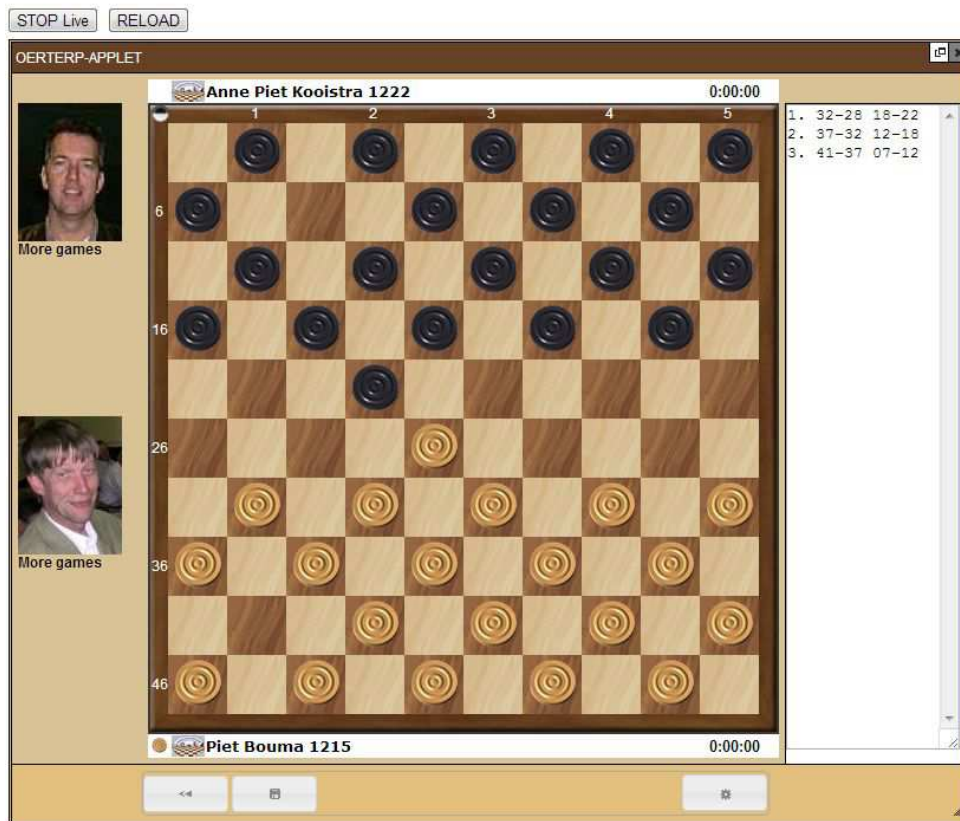 STOP Live RELOAD
OERTERP-APPLET
Anne Piet Kooistra 1222 0:00:00
1 2 3 4 5
1. 32-28 18-22
2. 37-32 12-18
3. 41-37 07-12
6
More games
16
26
More games
36
46
Piet Bouma 1215 0:00:00